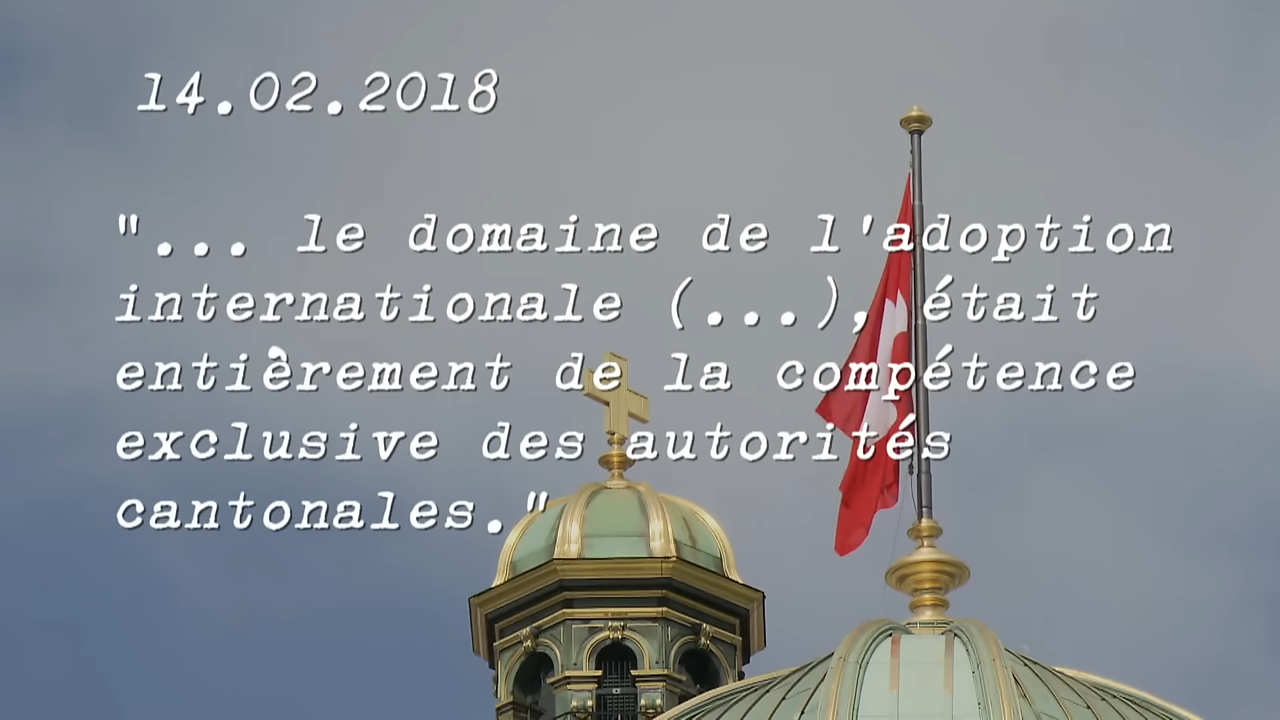 14.02.2018
"... le domaine de l'adoption
internationale (...), était
entièrement de la compétence
exclusive des autorités
cantonales."